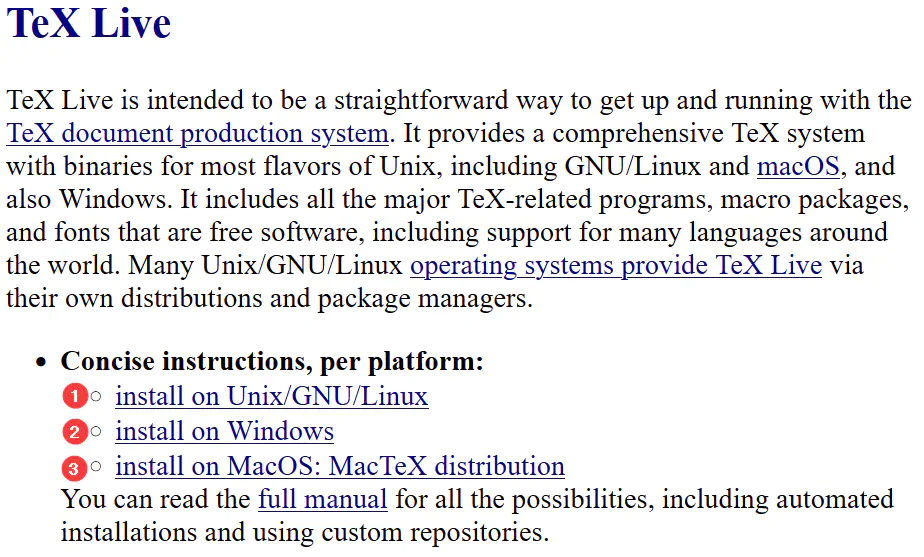 TeX Live
TeX Live is intended to be a straightforward way to get up and running with the
TeX document production system. It provides a comprehensive TeX system
with binaries for most flavors of Unix, including GNU/Linux and macOS, and
also Windows. It includes all the major TeX-related programs, macro packages,
and fonts that are free software, including support for many languages around
the world. Many Unix/GNU/Linux operating systems provide TeX Live via
their own distributions and package managers.
• Concise instructions, per platform:
1 ○ install on Unix/GNU/Linux
2 ○ install on Windows
3 ○ install on MacOS: MacTeX distribution
You can read the full manual for all the possibilities, including automated
installations and using custom repositories.